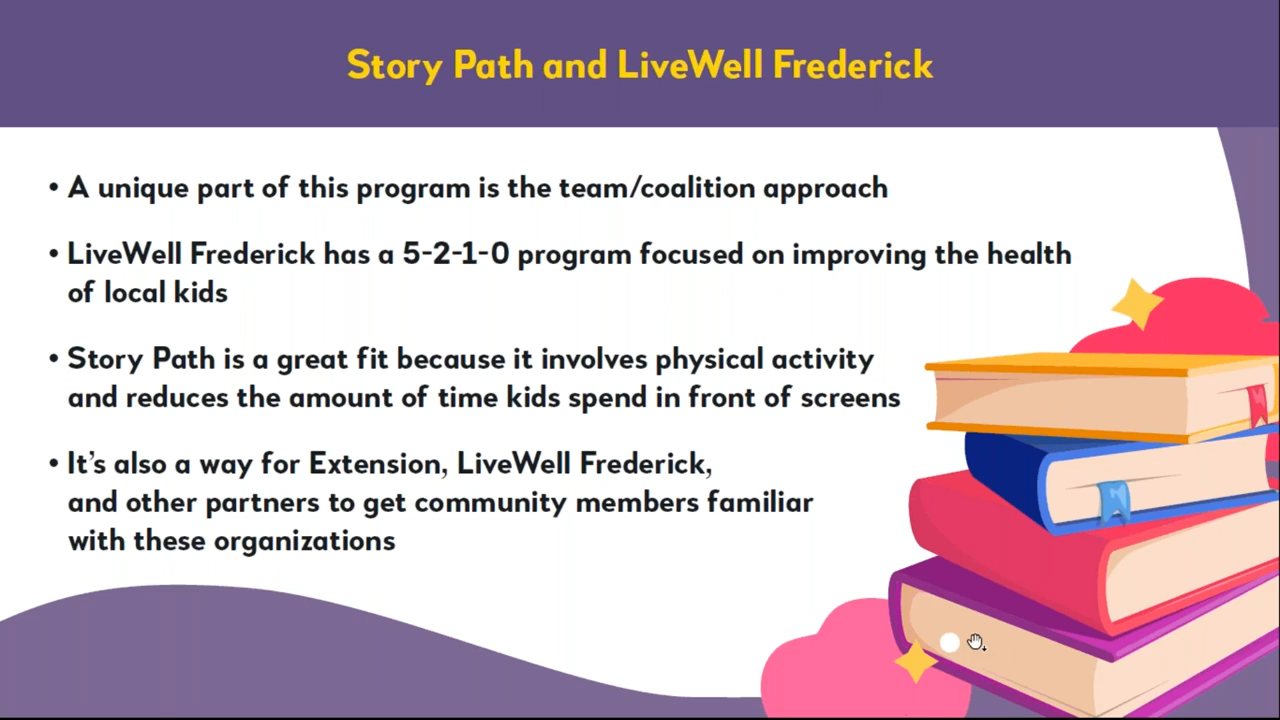 Story Path and LiveWell Frederick
• A unique part of this program is the team/coalition approach
• LiveWell Frederick has a 5-2-1-0 program focused on improving the health
of local kids
• Story Path is a great fit because it involves physical activity
and reduces the amount of time kids spend in front of screens
• It's also a way for Extension, LiveWell Frederick,
and other partners to get community members familiar
with these organizations